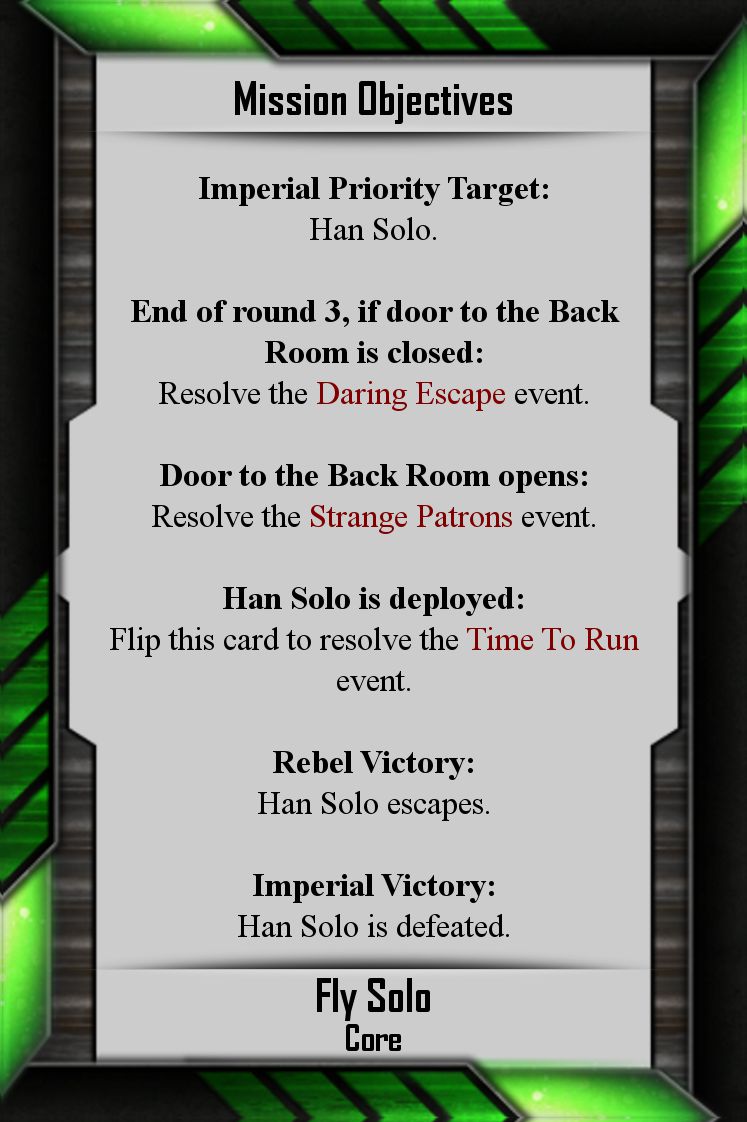 Mission Objectives
Imperial Priority Target:
Han Solo.
End of round 3, if door to the Back
Room is closed:
Resolve the Daring Escape event.
Door to the Back Room opens:
Resolve the Strange Patrons event.
Han Solo is deployed:
Flip this card to resolve the Time To Run
event.
Rebel Victory:
Han Solo escapes.
Imperial Victory:
Han Solo is defeated.
Fly Solo
Core